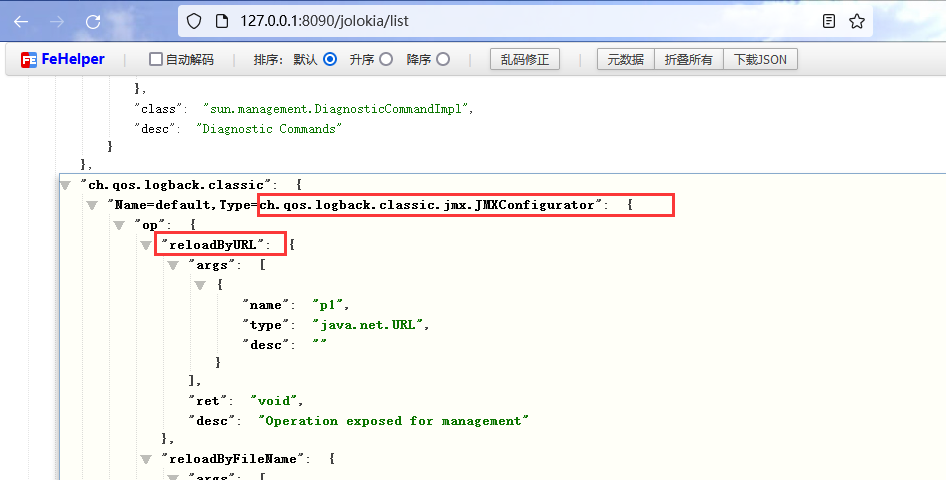 127.0.0.1:8090/jolokia/list
FE FeHelper | 自动解码 | 排序: 默认 升序 降序 | 乱码修正 | 元数据 折叠所有 下载JSON
},
"class": "sun.management.DiagnosticCommandImpl",
"desc": "Diagnostic Commands"
}
},
"ch.qos.logback.classic": {
"Name=default,Type=ch.qos.logback.classic.jmx.JMXConfigurator": {
"op": {
"reloadByURL": {
"args": [
{
"name": "p1",
"type": "java.net.URL",
"desc": ""
}
],
"ret": "void",
"desc": "Operation exposed for management"
},
"reloadByFileName": {
"args": [